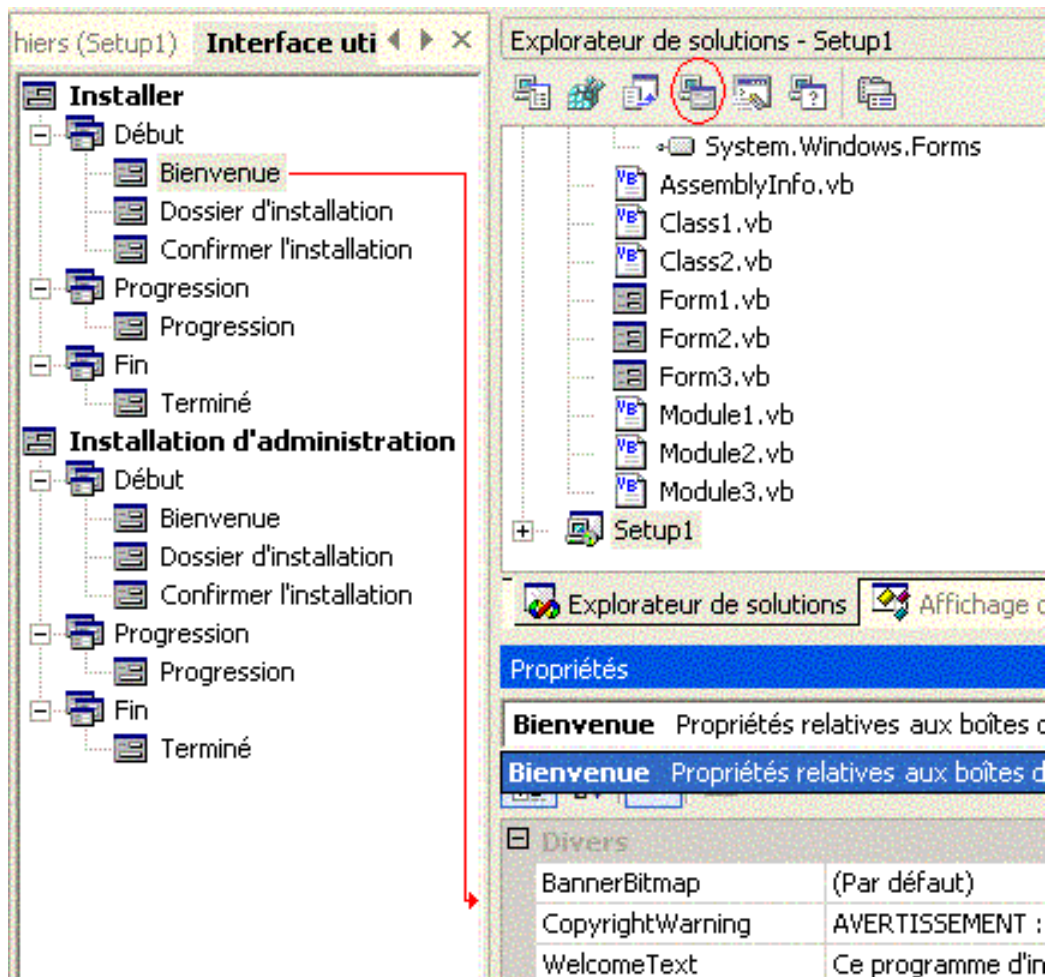 hiers (Setup1) Interface uti
Installer
Début
Bienvenue
Dossier d'installation
Confirmer l'installation
Progression
Progression
Fin
Terminé
Installation d'administration
Début
Bienvenue
Dossier d'installation
Confirmer l'installation
Progression
Progression
Fin
Terminé
Explorateur de solutions - Setup1
System.Windows.Forms
AssemblyInfo.vb
Class1.vb
Class2.vb
Form1.vb
Form2.vb
Form3.vb
Module1.vb
Module2.vb
Module3.vb
Setup1
Explorateur de solutions Affichage
Propriétés
Bienvenue Propriétés relatives aux boîtes
Bienvenue Propriétés relatives aux boîtes d
Divers
BannerBitmap (Par défaut)
CopyrightWarning AVERTISSEMENT :
WelcomeText Ce programme d'in